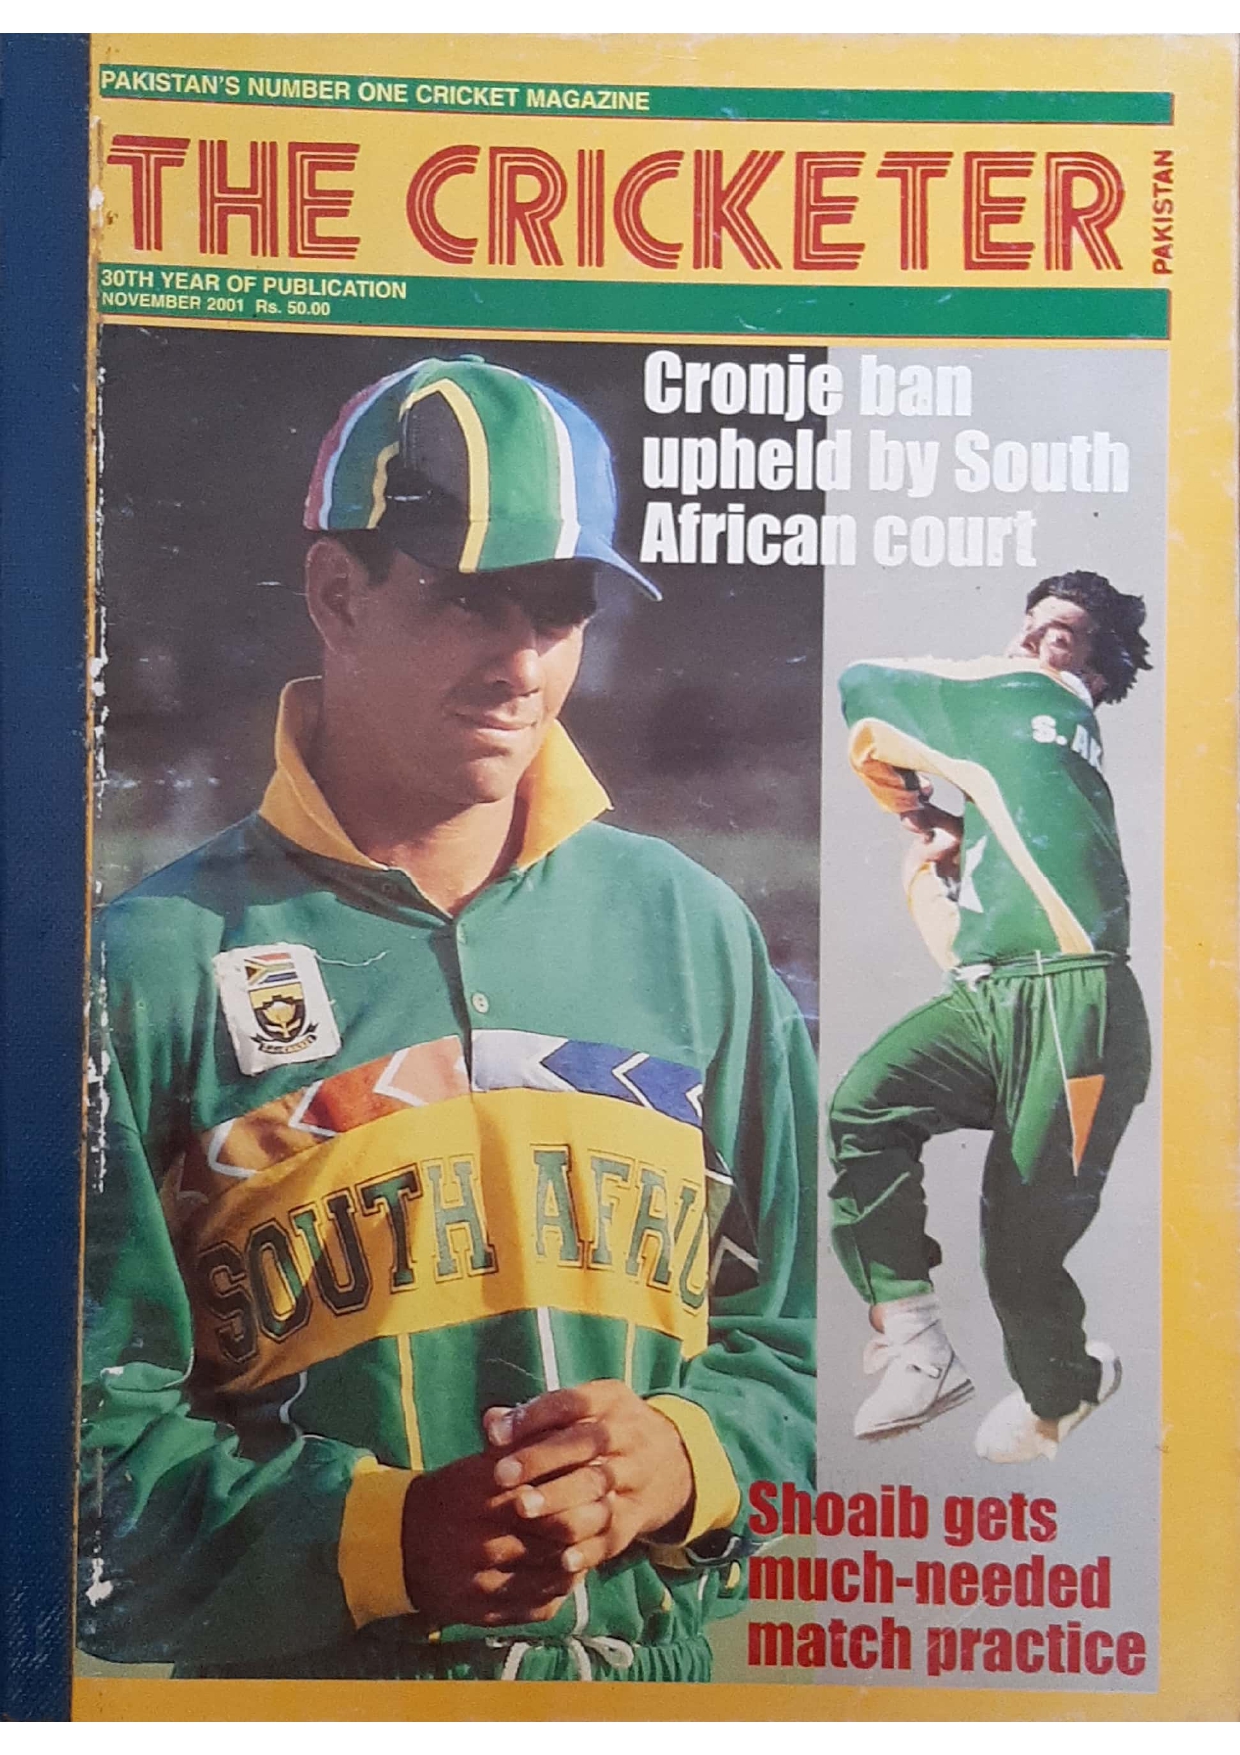 PAKISTAN'S NUMBER ONE CRICKET MAGAZINE
THE CRICKETER
PAKISTAN
30TH YEAR OF PUBLICATION
NOVEMBER 2001 Rs. 50.00
Cronje ban
upheld by South
African court
S. AK
SOUTH AFRIC
Shoaib gets
much-needed
match practice